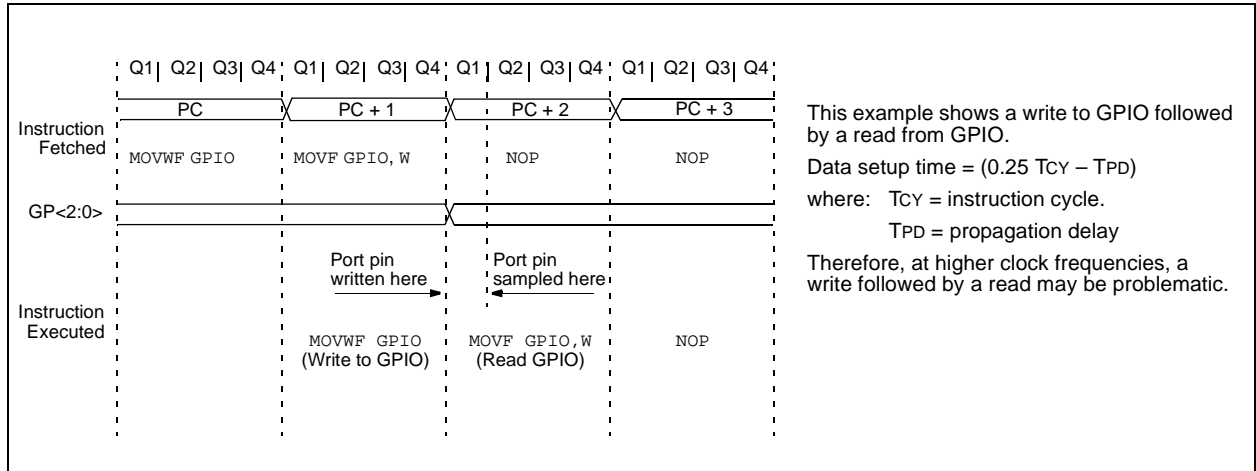 Q1| Q2| Q3| Q4 Q1| Q2| Q3| Q4 Q1| Q2| Q3| Q4 Q1| Q2| Q3| Q4
PC PC + 1 PC + 2 PC + 3
Instruction
Fetched
MOVWF GPIO MOVF GPIO, W NOP NOP
GP<2:0>
Port pin
written here
Port pin
sampled here
Instruction
Executed
MOVWF GPIO
(Write to GPIO)
MOVF GPIO,W
(Read GPIO)
NOP
This example shows a write to GPIO followed
by a read from GPIO.
Data setup time = (0.25 TCY – TPD)
where: TCY = instruction cycle.
TPD = propagation delay
Therefore, at higher clock frequencies, a
write followed by a read may be problematic.